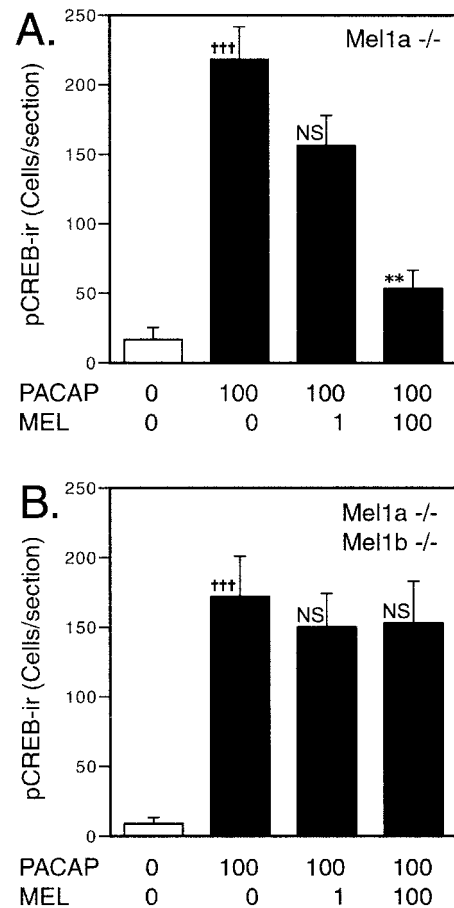 A.
Mel1a -/-
pCREB-ir (Cells/section)
250
200
150
100
50
0
†††
NS
**
PACAP 0 100 100 100
MEL 0 0 1 100
B.
Mel1a -/-
Mel1b -/-
pCREB-ir (Cells/section)
250
200
150
100
50
0
†††
NS
NS
PACAP 0 100 100 100
MEL 0 0 1 100